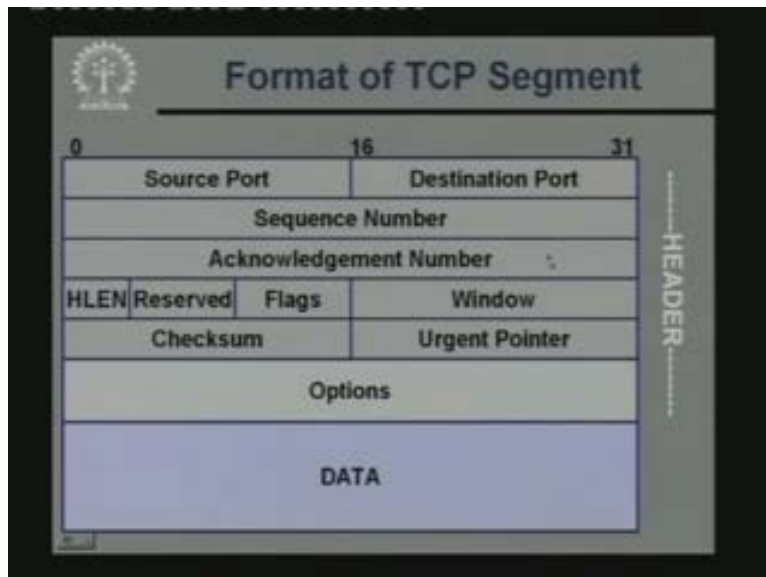 Format of TCP Segment
0 16 31
Source Port Destination Port
Sequence Number
Acknowledgement Number
HLEN Reserved Flags Window
Checksum Urgent Pointer
Options
DATA
-------HEADER--------